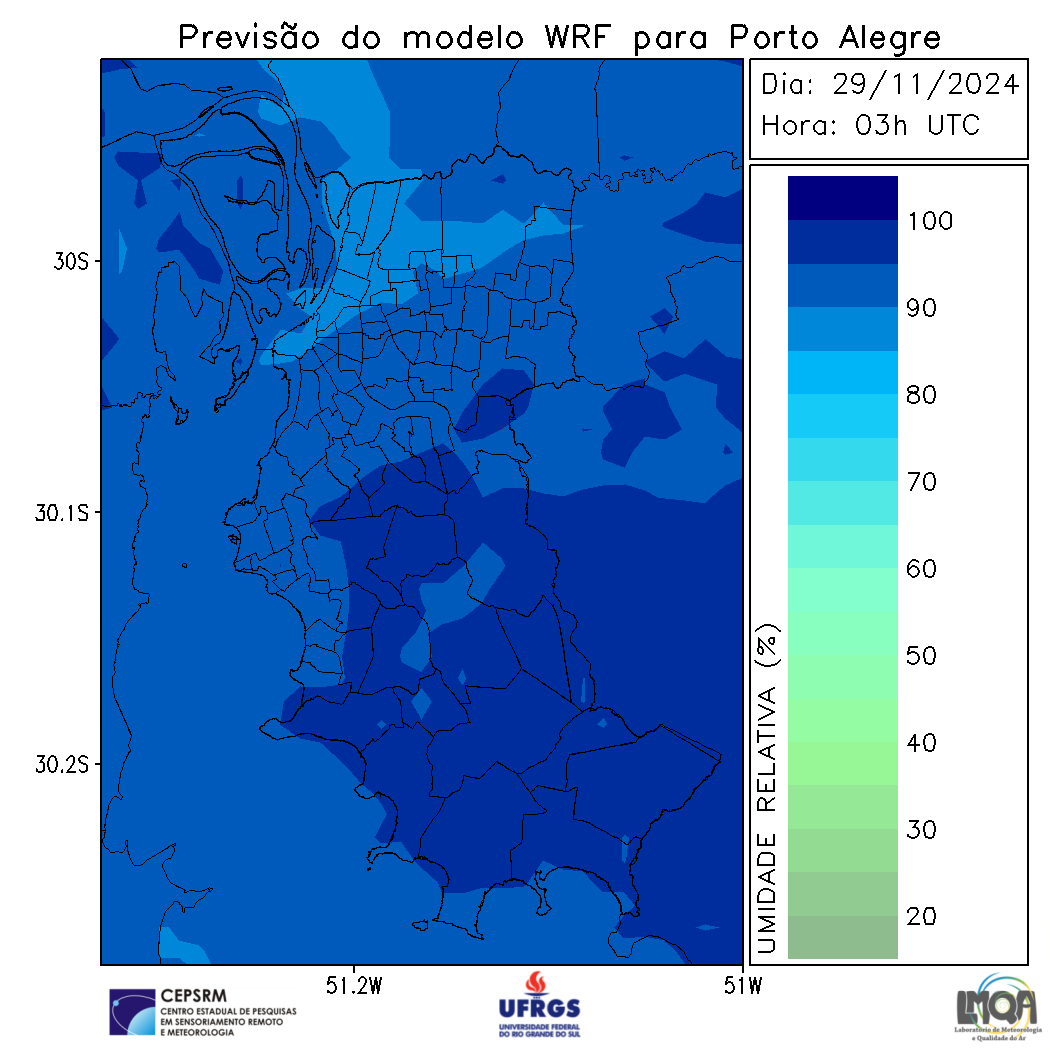 Previsão do modelo WRF para Porto Alegre
Dia: 29/11/2024
Hora: 03h UTC
30S
30.1S
30.2S
51.2W
51W
UMIDADE RELATIVA (%)
100
90
80
70
60
50
40
30
20
CEPSRM
CENTRO ESTADUAL DE PESQUISAS
EM SENSORIAMENTO REMOTO
E METEOROLOGIA
UFRGS
UNIVERSIDADE FEDERAL
DO RIO GRANDE DO SUL
LMQA
Laboratório de Meteorologia
e Qualidade do Ar